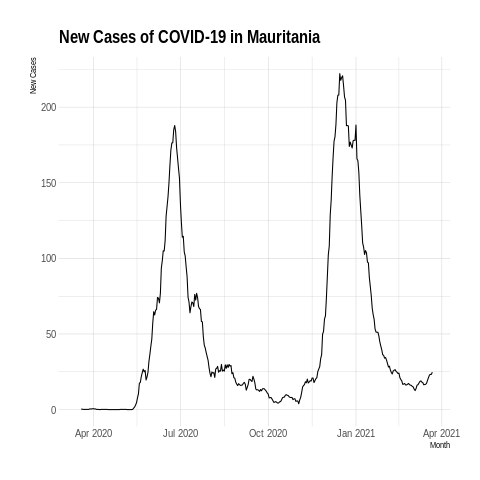 New Cases of COVID-19 in Mauritania
New Cases
200
150
100
50
0
Apr 2020 Jul 2020 Oct 2020 Jan 2021 Apr 2021
Month